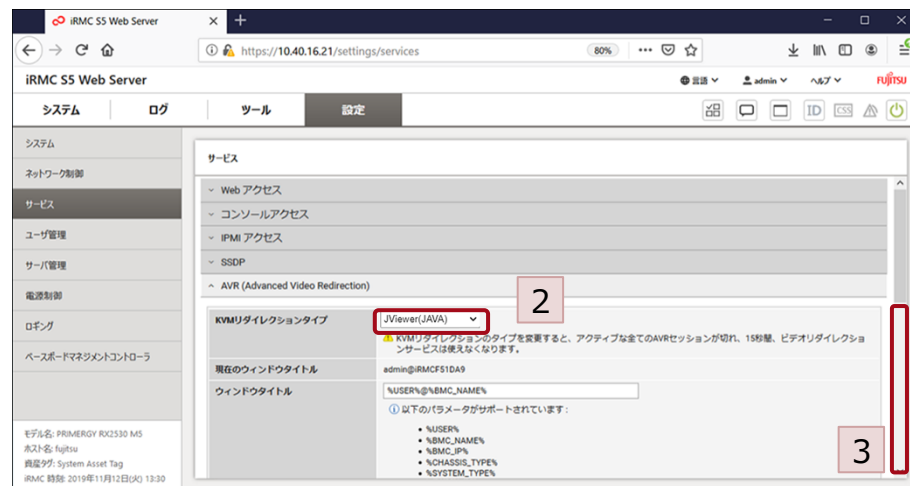 iRMC S5 Web Server
https://10.40.16.21/settings/services
80%
iRMC S5 Web Server
言語
admin
ヘルプ
FUJITSU
システム
ログ
ツール
設定
ID
CSS
システム
ネットワーク制御
サービス
ユーザ管理
サーバ管理
電源制御
ロギング
ベースボードマネジメントコントローラ
モデル名: PRIMERGY RX2530 M5
ホスト名: fujitsu
資産タグ: System Asset Tag
iRMC 時刻: 2019年11月12日(火) 13:30
サービス
Web アクセス
コンソールアクセス
IPMI アクセス
SSDP
AVR (Advanced Video Redirection)
2
KVMリダイレクションタイプ
JViewer(JAVA)
KVMリダイレクションのタイプを変更すると、アクティブな全てのAVRセッションが切れ、15秒間、ビデオリダイレクショ
ンサービスは使えなくなります。
現在のウィンドウタイトル
admin@iRMCF51DA9
ウィンドウタイトル
%USER%@%BMC_NAME%
以下のパラメータがサポートされています:
• %USER%
• %BMC_NAME%
• %BMC_IP%
• %CHASSIS_TYPE%
• %SYSTEM_TYPE%
3